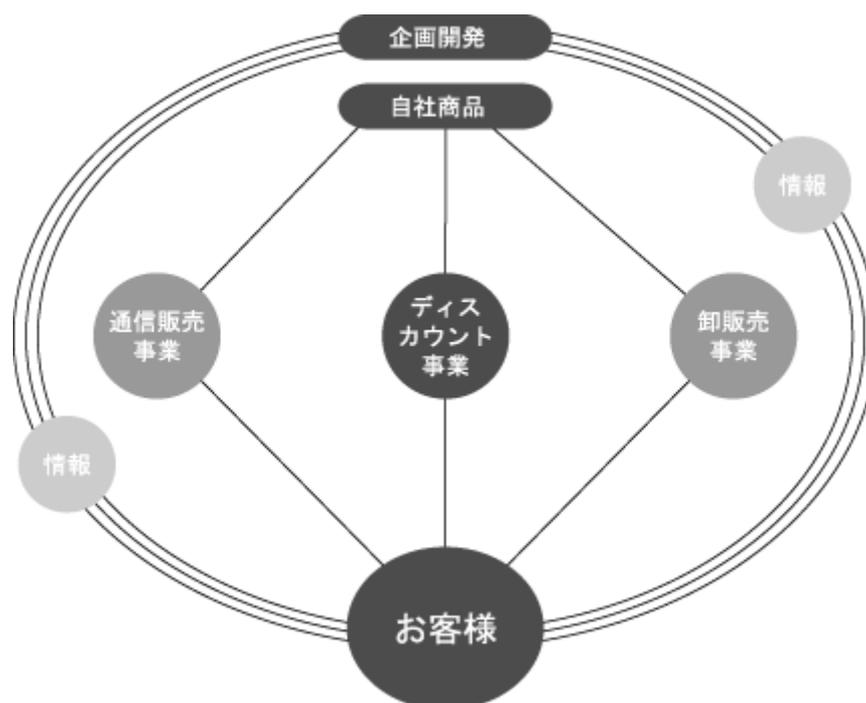 企画開発
自社商品
情報
通信販売
事業
ディス
カウント
事業
卸販売
事業
情報
お客様